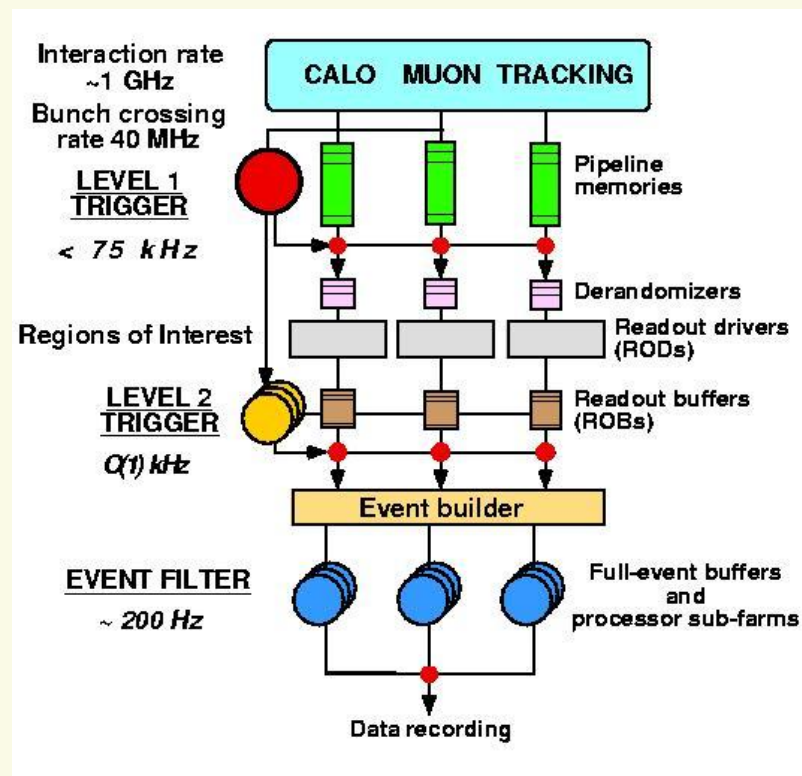 Interaction rate
~1 GHz
Bunch crossing
rate 40 MHz
CALO MUON TRACKING
LEVEL 1
TRIGGER
< 75 kHz
Pipeline
memories
Derandomizers
Regions of Interest
Readout drivers
(RODs)
LEVEL 2
TRIGGER
O(1) kHz
Readout buffers
(ROBs)
Event builder
EVENT FILTER
~ 200 Hz
Full-event buffers
and
processor sub-farms
Data recording